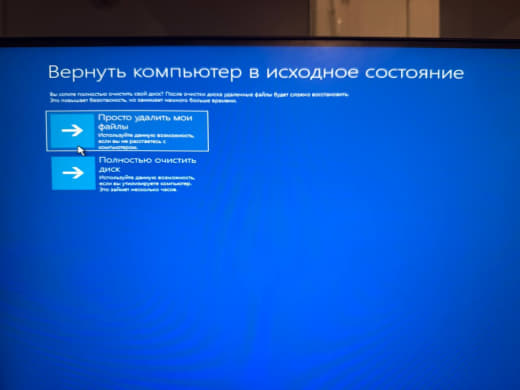 Вернуть компьютер в исходное состояние
Вы хотите полностью очистить свой диск? После очистки диска удаленные файлы будет сложно восстановить.
Это повышает безопасность, но занимает намного больше времени.
Просто удалить мои
файлы
Используйте данную возможность,
если вы не расстаетесь с
компьютером.
Полностью очистить
диск
Используйте данную возможность,
если вы утилизируете компьютер.
Это займет несколько часов.